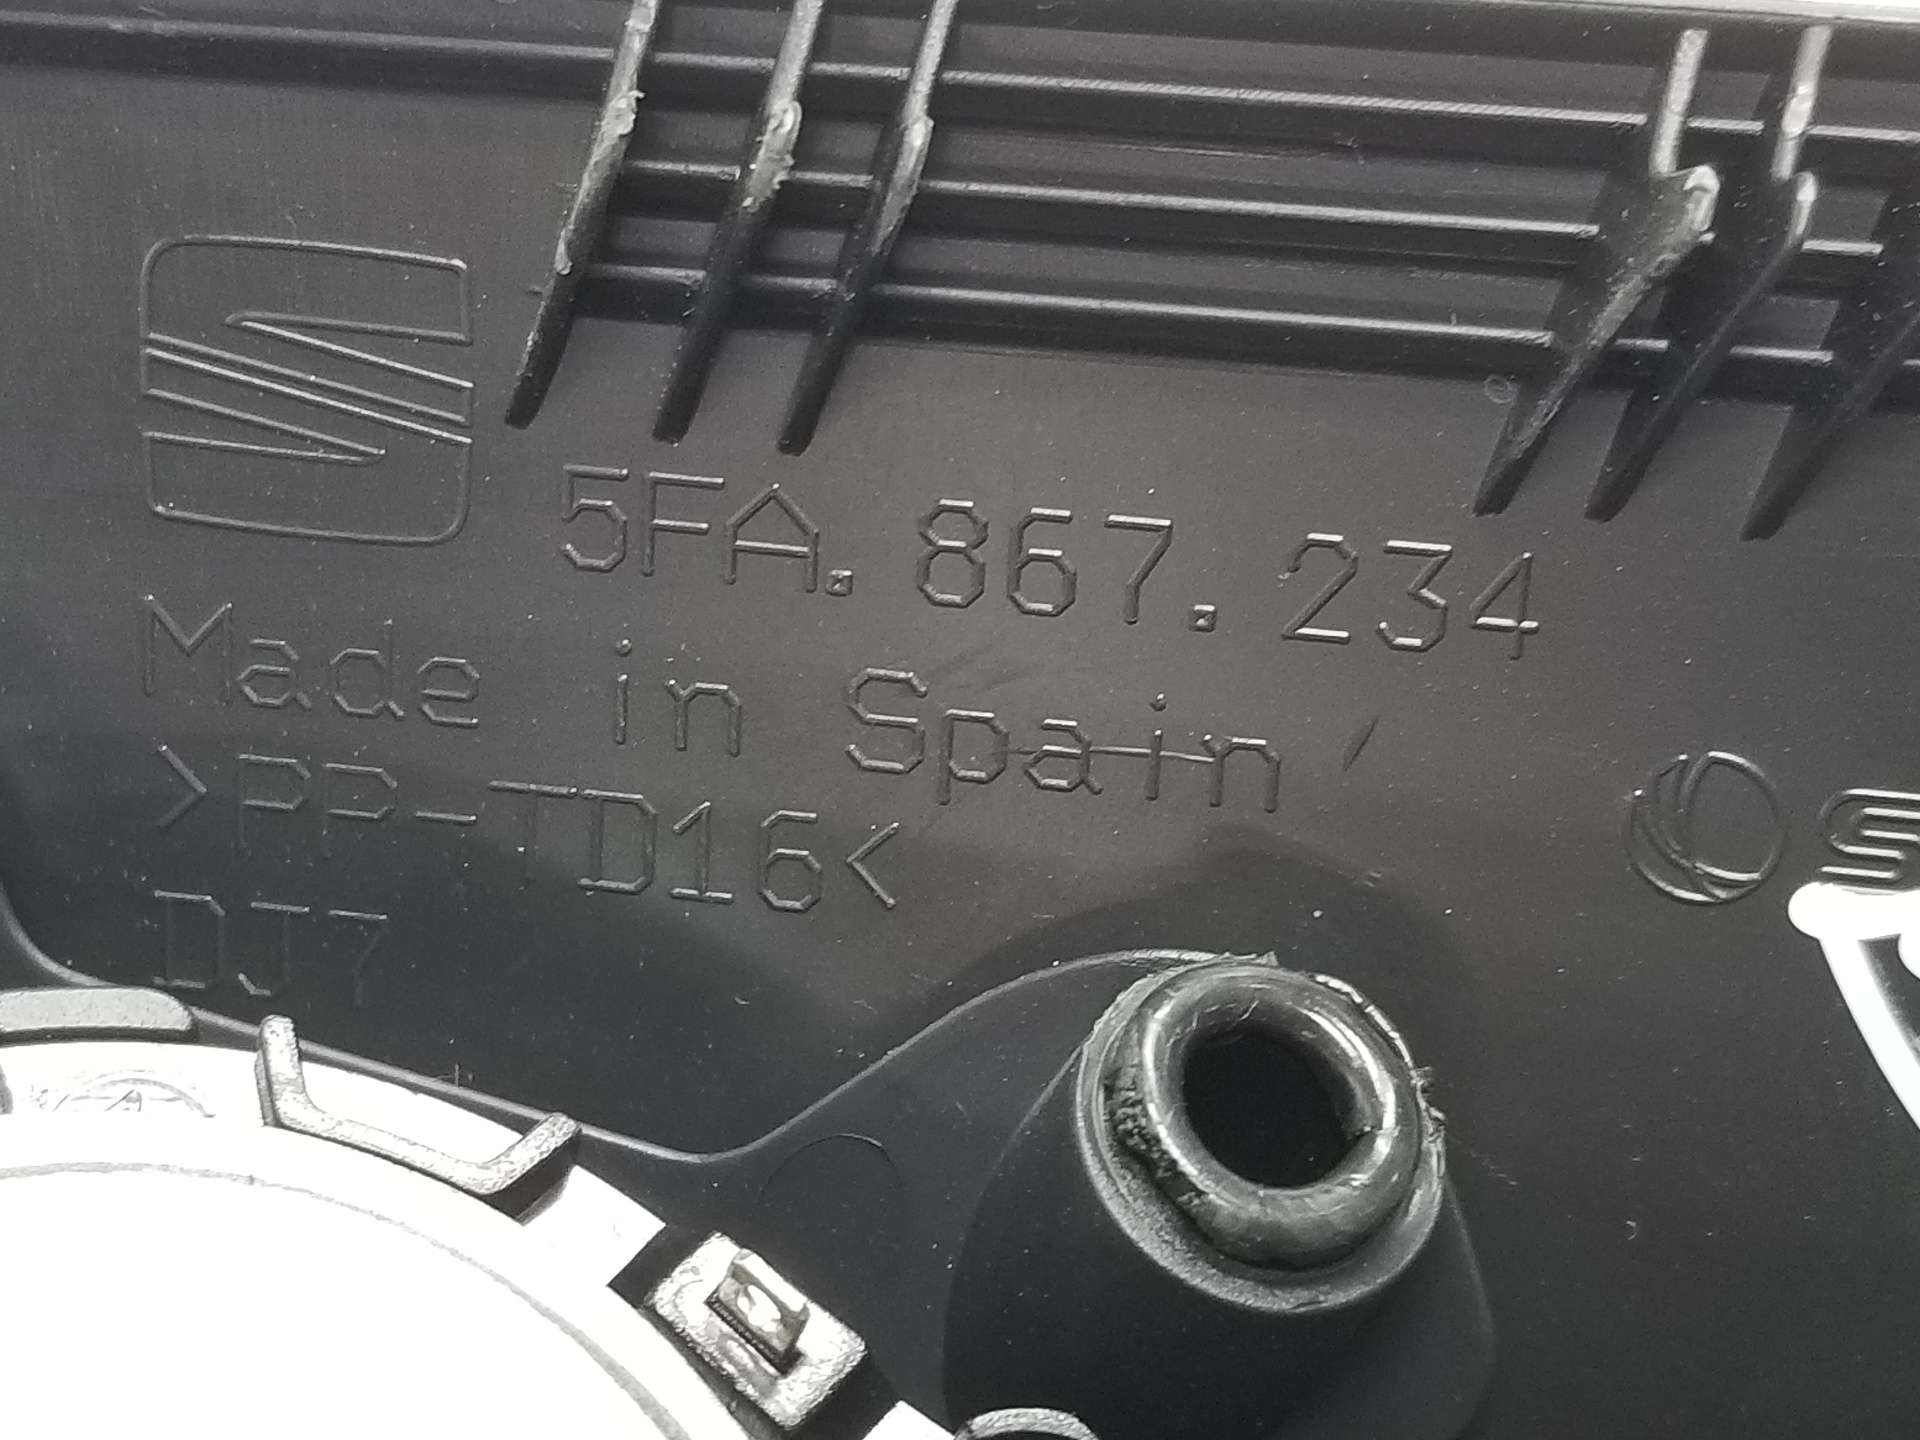 5FA.867.234
Made in Spain
>PP-TD16<
DJ7